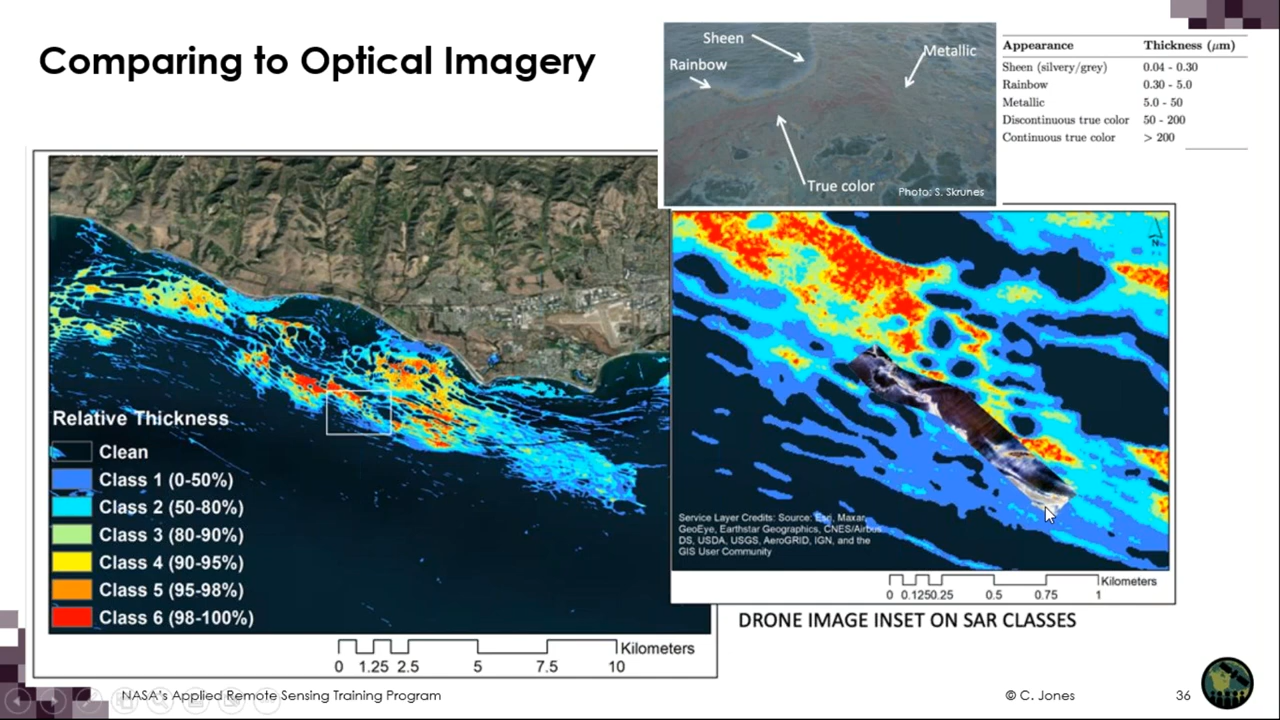 Comparing to Optical Imagery
Sheen
Rainbow
Metallic
True color
Photo: S. Skrunes
Appearance Thickness (μm)
Sheen (silvery/grey) 0.04 - 0.30
Rainbow 0.30 - 5.0
Metallic 5.0 - 50
Discontinuous true color 50 - 200
Continuous true color > 200
Relative Thickness
Clean
Class 1 (0-50%)
Class 2 (50-80%)
Class 3 (80-90%)
Class 4 (90-95%)
Class 5 (95-98%)
Class 6 (98-100%)
Kilometers
0 1.25 2.5 5 7.5 10
N
Service Layer Credits: Source: Esri, Maxar,
GeoEye, Earthstar Geographics, CNES/Airbus
DS, USDA, USGS, AeroGRID, IGN, and the
GIS User Community
Kilometers
0 0.1250.25 0.5 0.75 1
DRONE IMAGE INSET ON SAR CLASSES
NASA's Applied Remote Sensing Training Program
© C. Jones
36